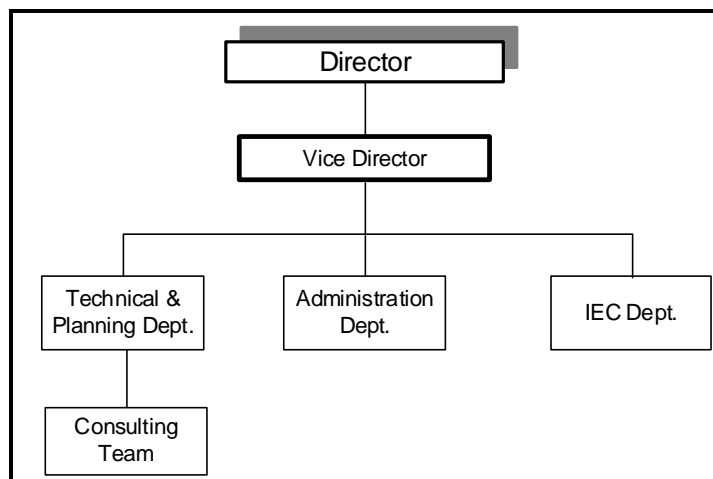 Director
Vice Director
Technical &
Planning Dept.
Administration
Dept.
IEC Dept.
Consulting
Team